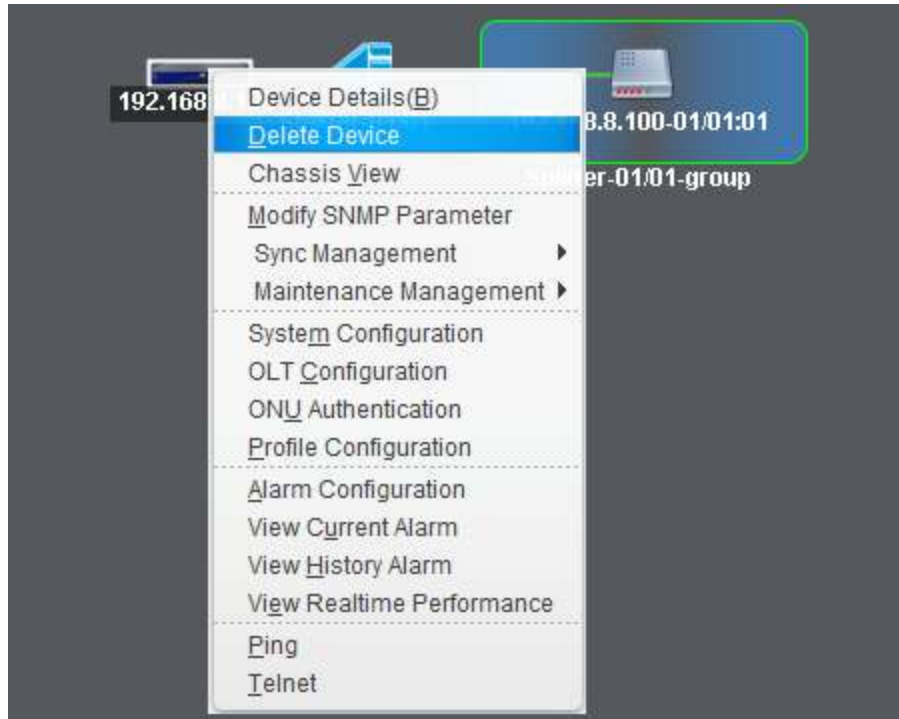 192.168
8.8.100-01/01:01
er-01/01-group
Device Details(B)
Delete Device
Chassis View
Modify SNMP Parameter
Sync Management
Maintenance Management
System Configuration
OLT Configuration
ONU Authentication
Profile Configuration
Alarm Configuration
View Current Alarm
View History Alarm
View Realtime Performance
Ping
Telnet